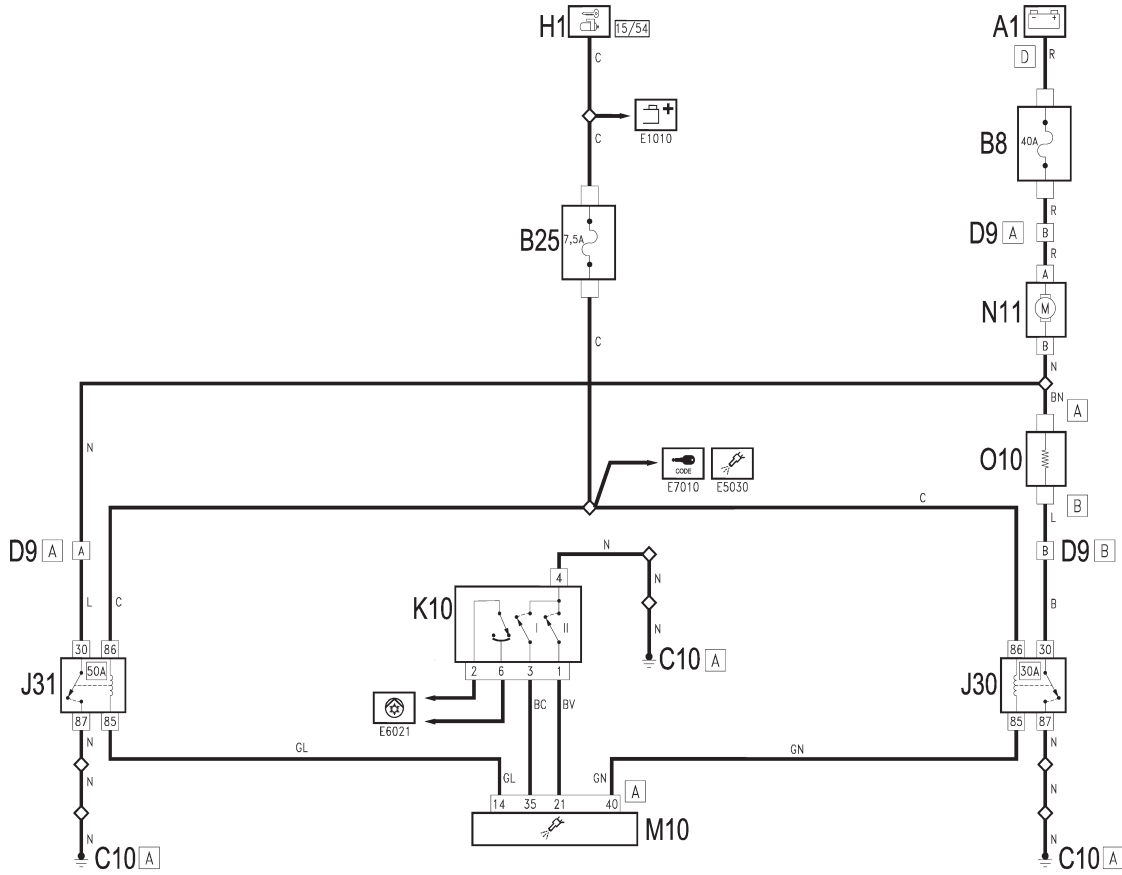 H1 15/54
A1
D R
C
E1010
C
B8 40A
R
D9 A B
R
B25 7,5A
A
N11 M
B
C
N
BN
A
O10
N
CODE
E7010 E5030
C
B
L
D9 A A
B D9 B
N
4
K10 I II
N
L C
N
B
C10 A
30 86
J31 50A
87 85
2 6 3 1
86 30
J30 30A
85 87
E6021
BC BV
N
N
GL
GN
N
N
GL
GN
A
14 35 21 40
M10
N
N
C10 A
C10 A